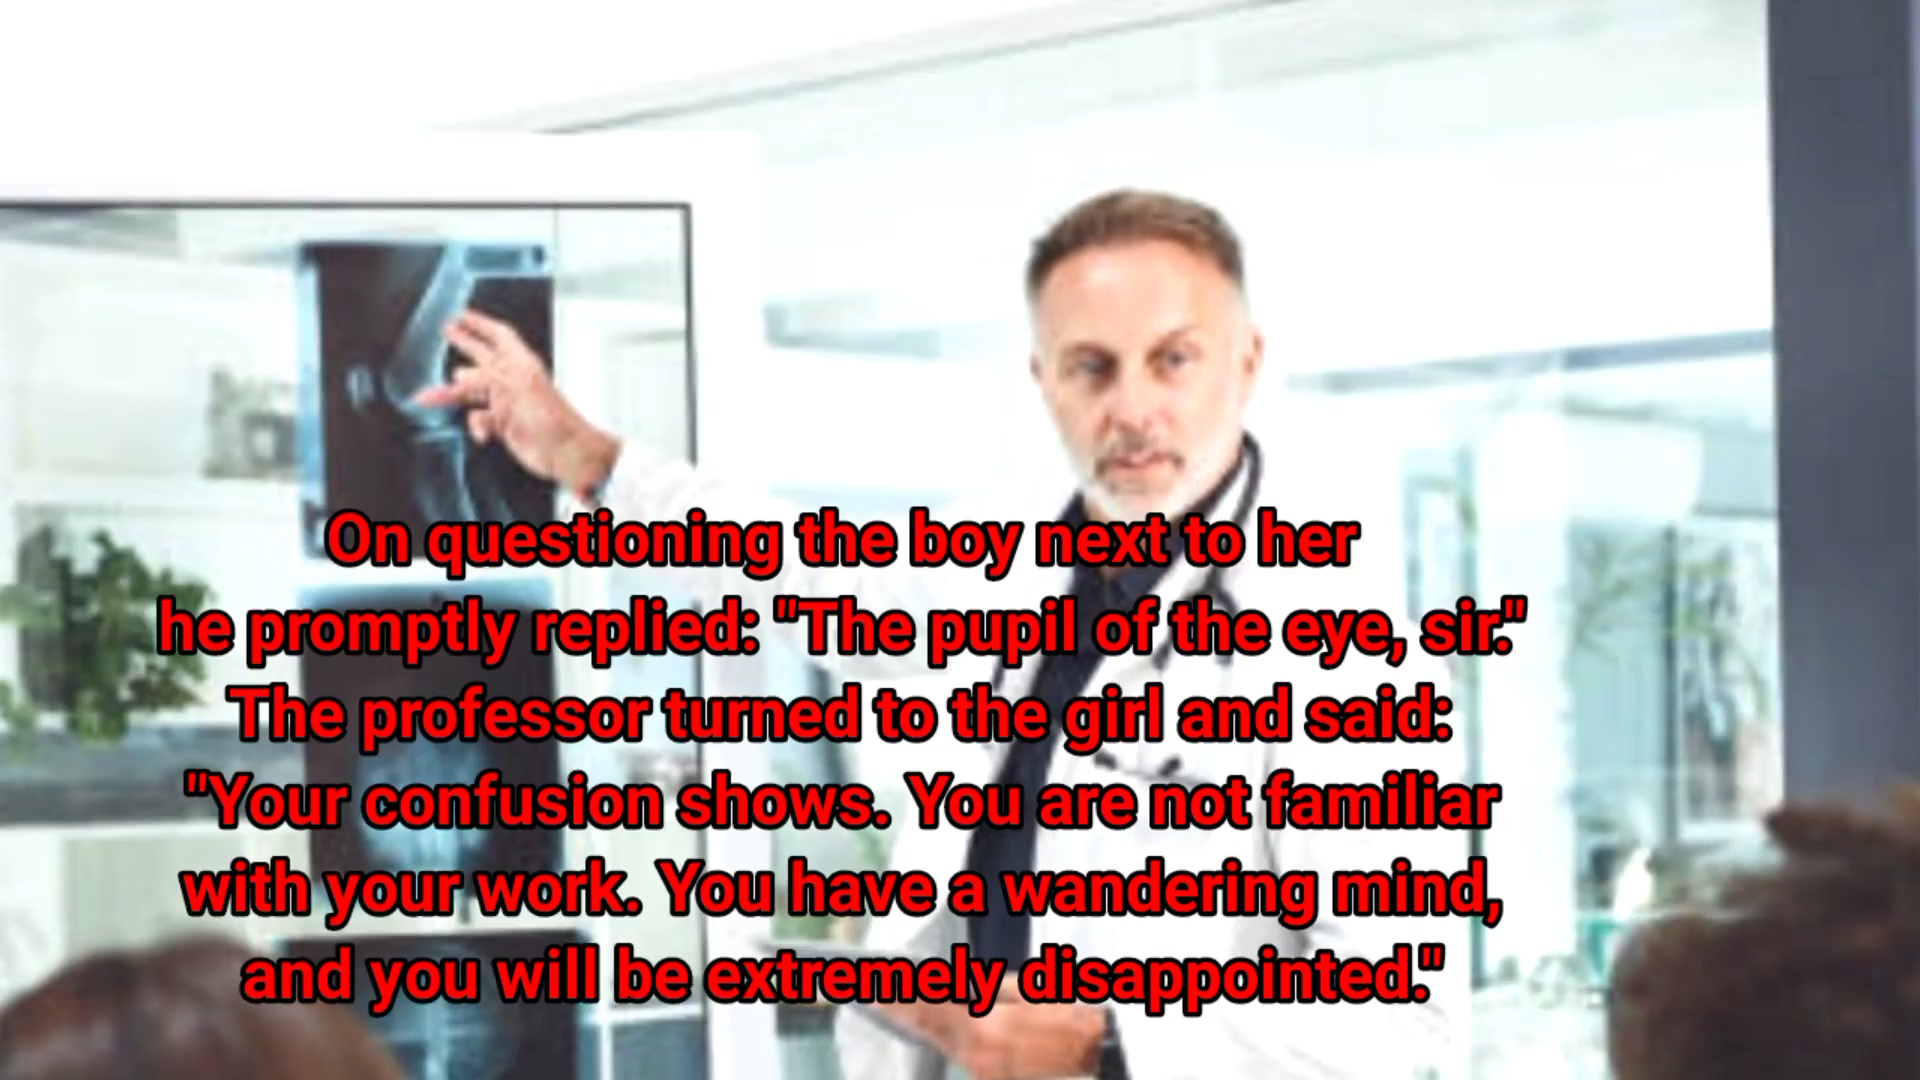 On questioning the boy next to her
he promptly replied: "The pupil of the eye, sir."
The professor turned to the girl and said:
"Your confusion shows. You are not familiar
with your work. You have a wandering mind,
and you will be extremely disappointed."